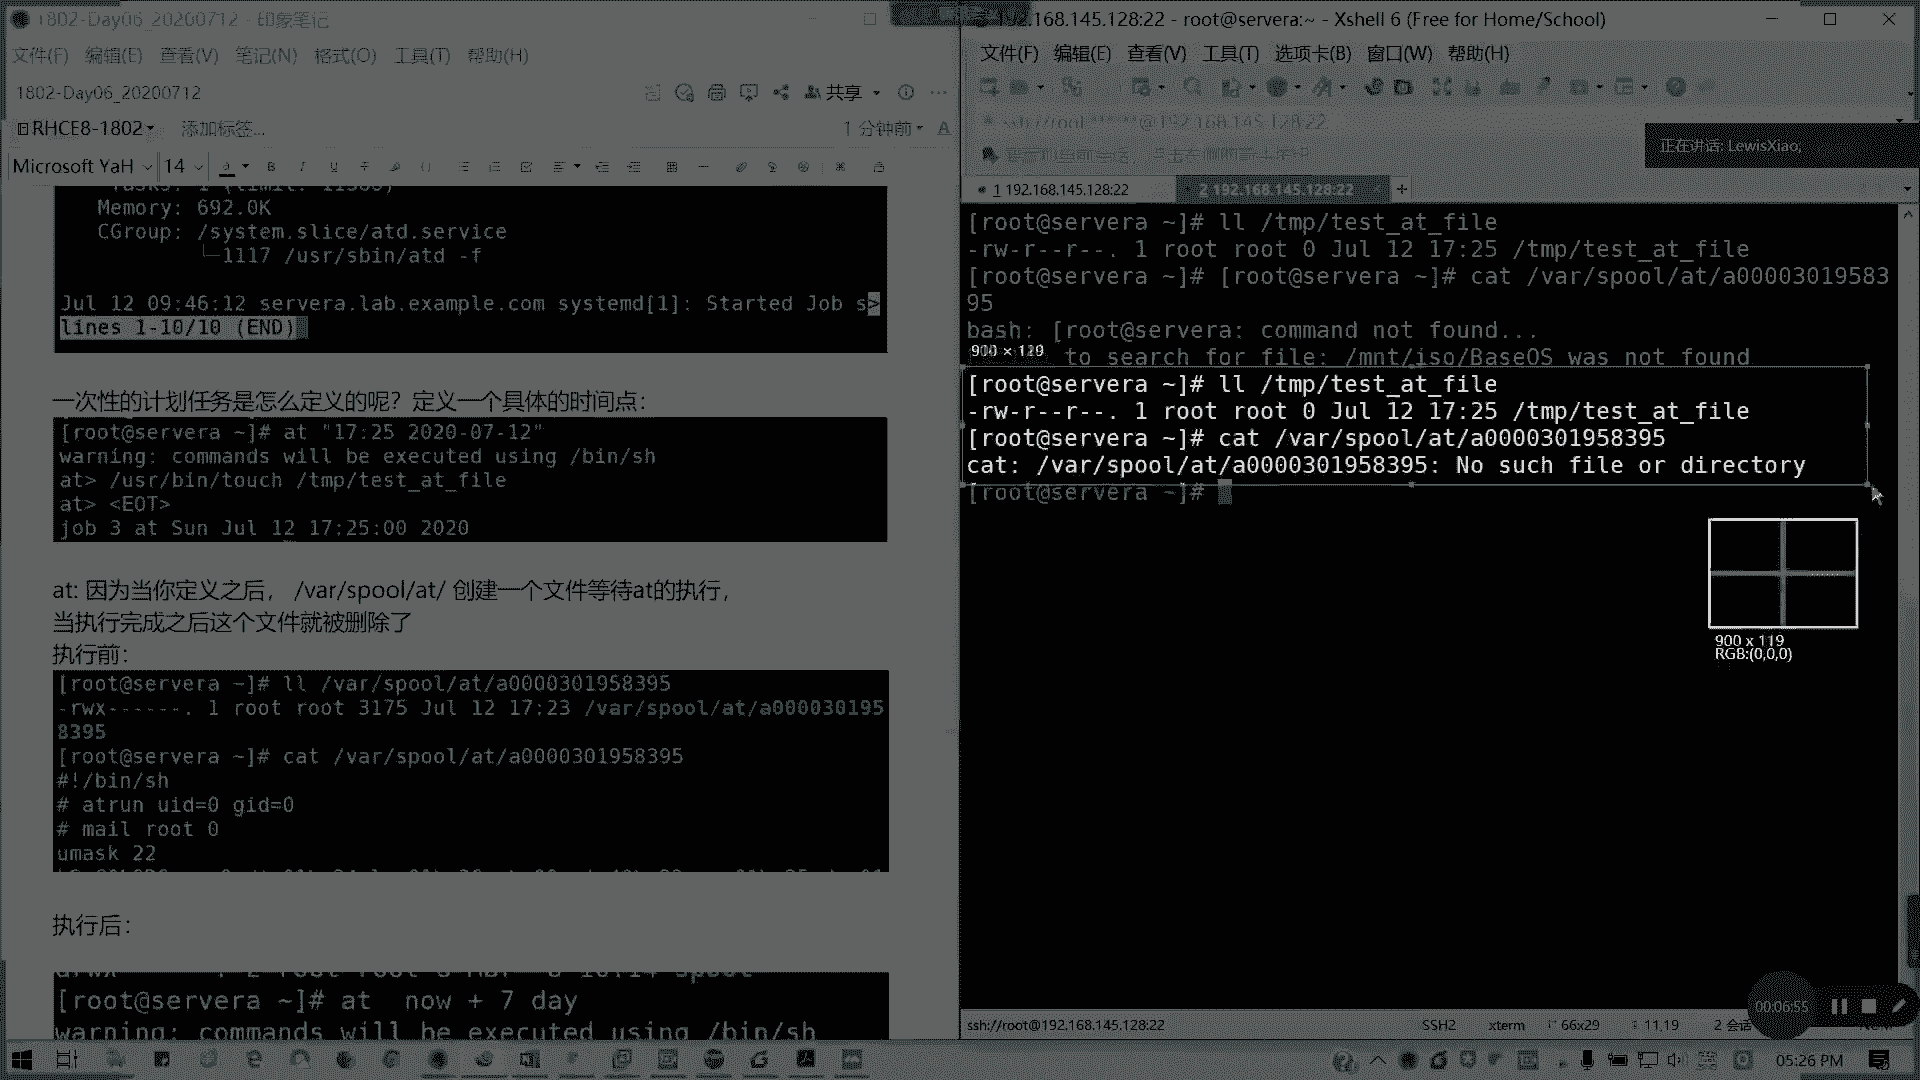 1802-Day06_20200712 - 印象笔记
文件(F) 编辑(E) 查看(V) 笔记(N) 格式(O) 工具(T) 帮助(H)
1802-Day06_20200712
共享
RHCE8-1802
添加标签...
1 分钟前
Microsoft YaH
14
Memory: 692.0K
CGroup: /system.slice/atd.service
└─1117 /usr/sbin/atd -f
Jul 12 09:46:12 servera.lab.example.com systemd[1]: Started Job s>
lines 1-10/10 (END)
一次性的计划任务是怎么定义的呢？定义一个具体的时间点：
[root@servera ~]# at "17:25 2020-07-12"
warning: commands will be executed using /bin/sh
at> /usr/bin/touch /tmp/test_at_file
at> <EOT>
job 3 at Sun Jul 12 17:25:00 2020
at: 因为当你定义之后， /var/spool/at/ 创建一个文件等待at的执行，
当执行完成之后这个文件就被删除了
执行前：
[root@servera ~]# ll /var/spool/at/a0000301958395
-rwx------. 1 root root 3175 Jul 12 17:23 /var/spool/at/a000030195
8395
[root@servera ~]# cat /var/spool/at/a0000301958395
#!/bin/sh
# atrun uid=0 gid=0
# mail root 0
umask 22
执行后：
[root@servera ~]# at  now + 7 day
warning: commands will be executed using /bin/sh
192.168.145.128:22 - root@servera:~ - Xshell 6 (Free for Home/School)
文件(F) 编辑(E) 查看(V) 工具(T) 选项卡(B) 窗口(W) 帮助(H)
正在讲话: LewisXiao,
1 192.168.145.128:22
2 192.168.145.128:22
[root@servera ~]# ll /tmp/test_at_file
-rw-r--r--. 1 root root 0 Jul 12 17:25 /tmp/test_at_file
[root@servera ~]# [root@servera ~]# cat /var/spool/at/a00003019583
95
bash: [root@servera: command not found...
900 × 119
to search for file: /mnt/iso/BaseOS was not found
[root@servera ~]# ll /tmp/test_at_file
-rw-r--r--. 1 root root 0 Jul 12 17:25 /tmp/test_at_file
[root@servera ~]# cat /var/spool/at/a0000301958395
cat: /var/spool/at/a0000301958395: No such file or directory
[root@servera ~]#
900 x 119
RGB:(0,0,0)
00:06:55
ssh://root@192.168.145.128:22
SSH2
xterm
66x29
11,19
2 会话
05:26 PM